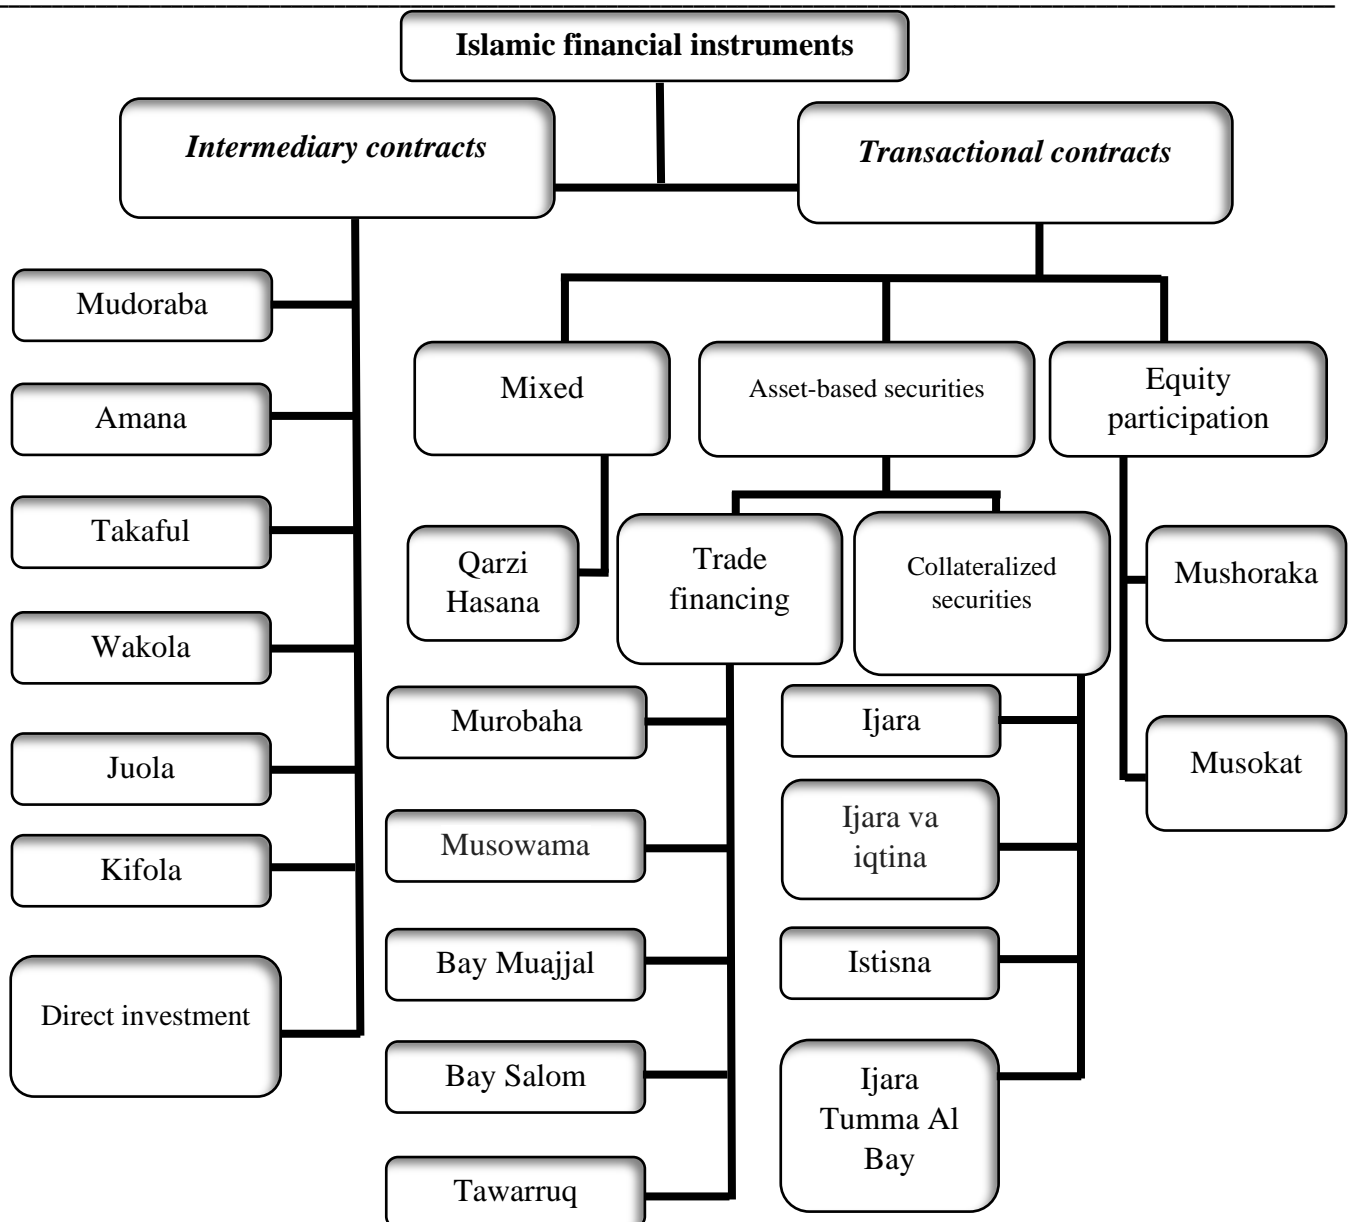 Islamic financial instruments
Intermediary contracts
Transactional contracts
Mudoraba
Amana
Takaful
Wakola
Juola
Kifola
Direct investment
Mixed
Asset-based securities
Equity
participation
Qarzi
Hasana
Trade
financing
Collateralized
securities
Mushoraka
Musokat
Murobaha
Musowama
Bay Muajjal
Bay Salom
Tawarruq
Ijara
Ijara va
iqtina
Istisna
Ijara
Tumma Al
Bay